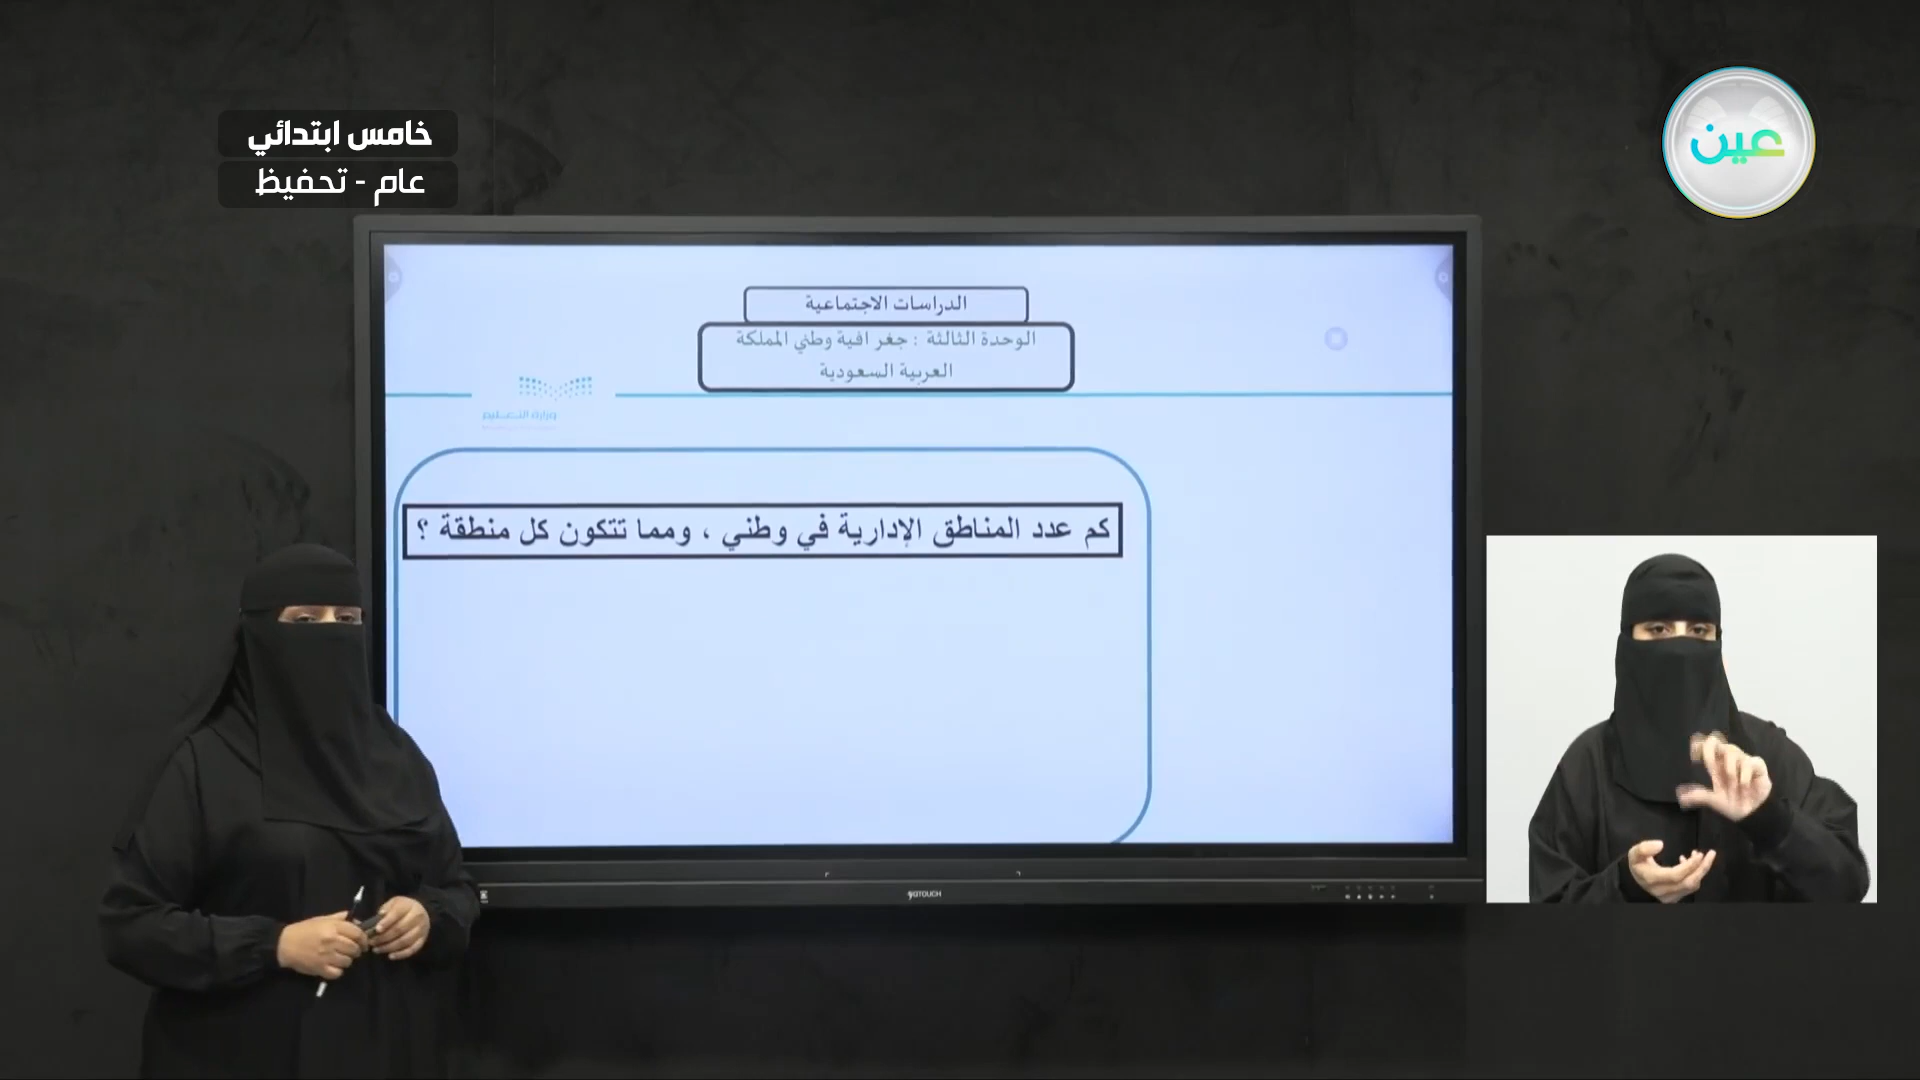 خامس ابتدائي
عام - تحفيظ
عين
الدراسات الاجتماعية
الوحدة الثالثة : جغرافية وطني المملكة
العربية السعودية
وزارة التعليم
كم عدد المناطق الإدارية في وطني ، ومما تتكون كل منطقة ؟